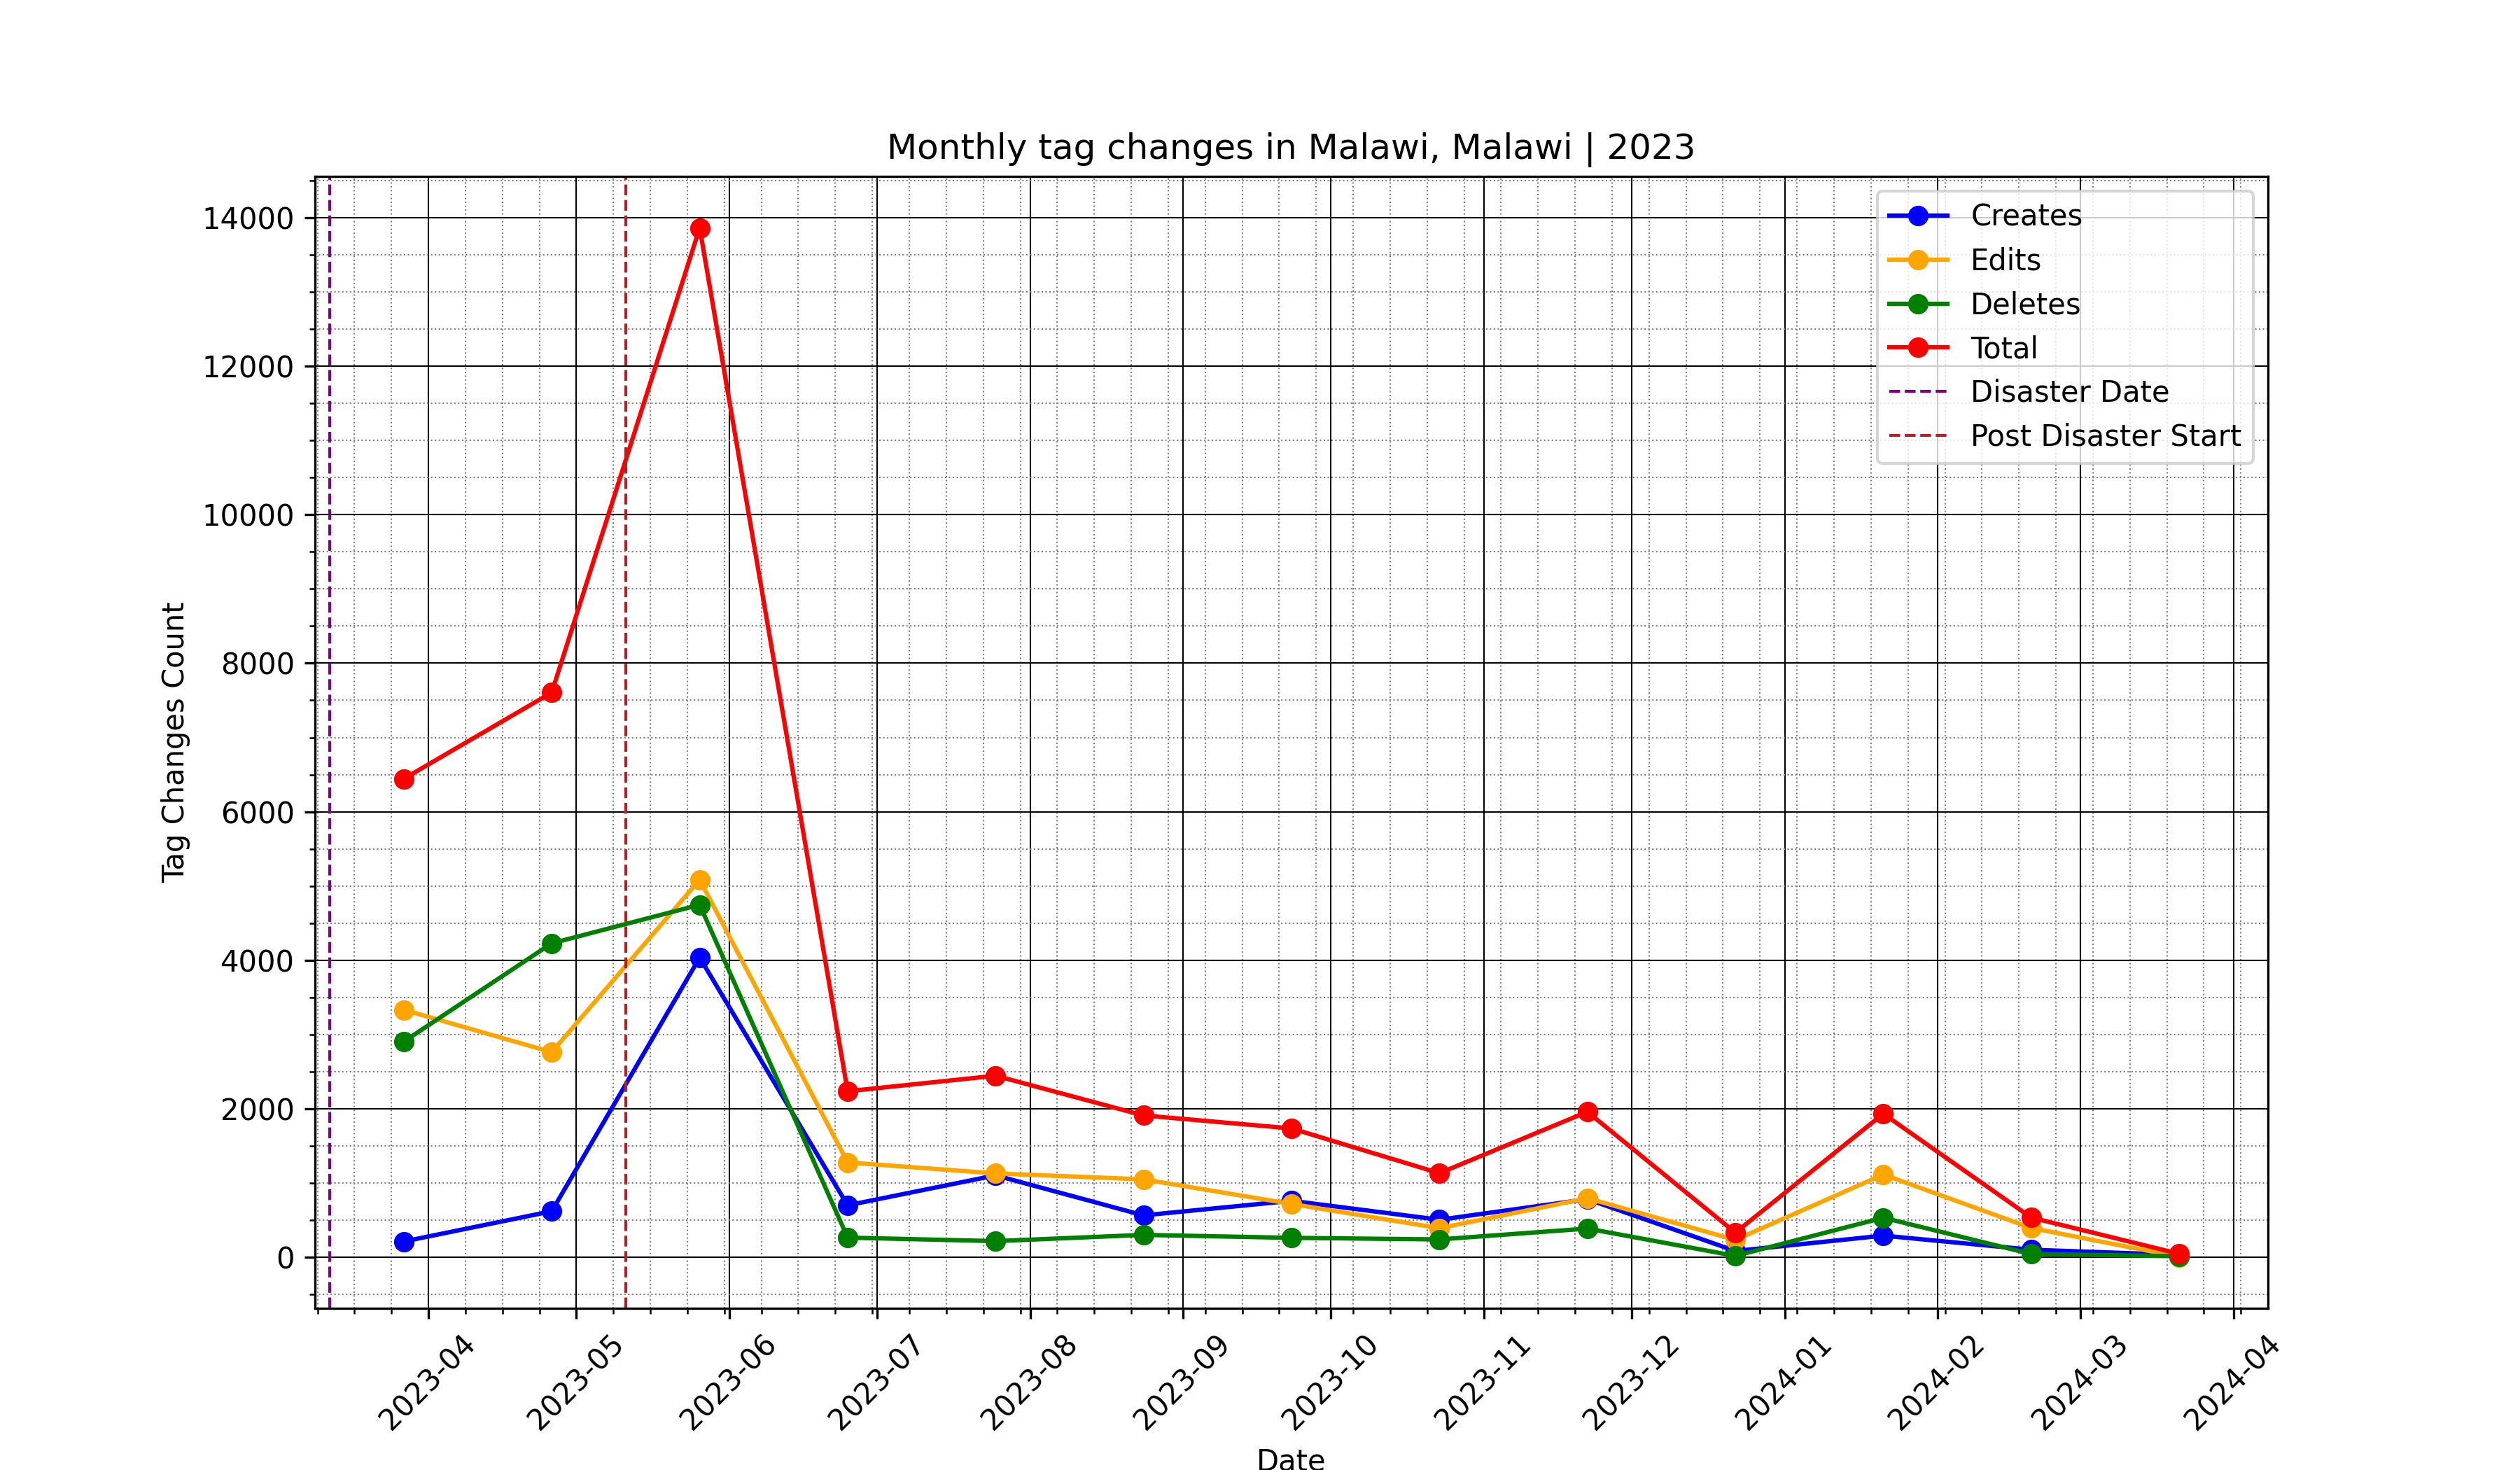 Monthly tag changes in Malawi, Malawi | 2023
Creates
Edits
Deletes
Total
Disaster Date
Post Disaster Start
Tag Changes Count
14000
12000
10000
8000
6000
4000
2000
0
2023-04
2023-05
2023-06
2023-07
2023-08
2023-09
2023-10
2023-11
2023-12
2024-01
2024-02
2024-03
2024-04
Date